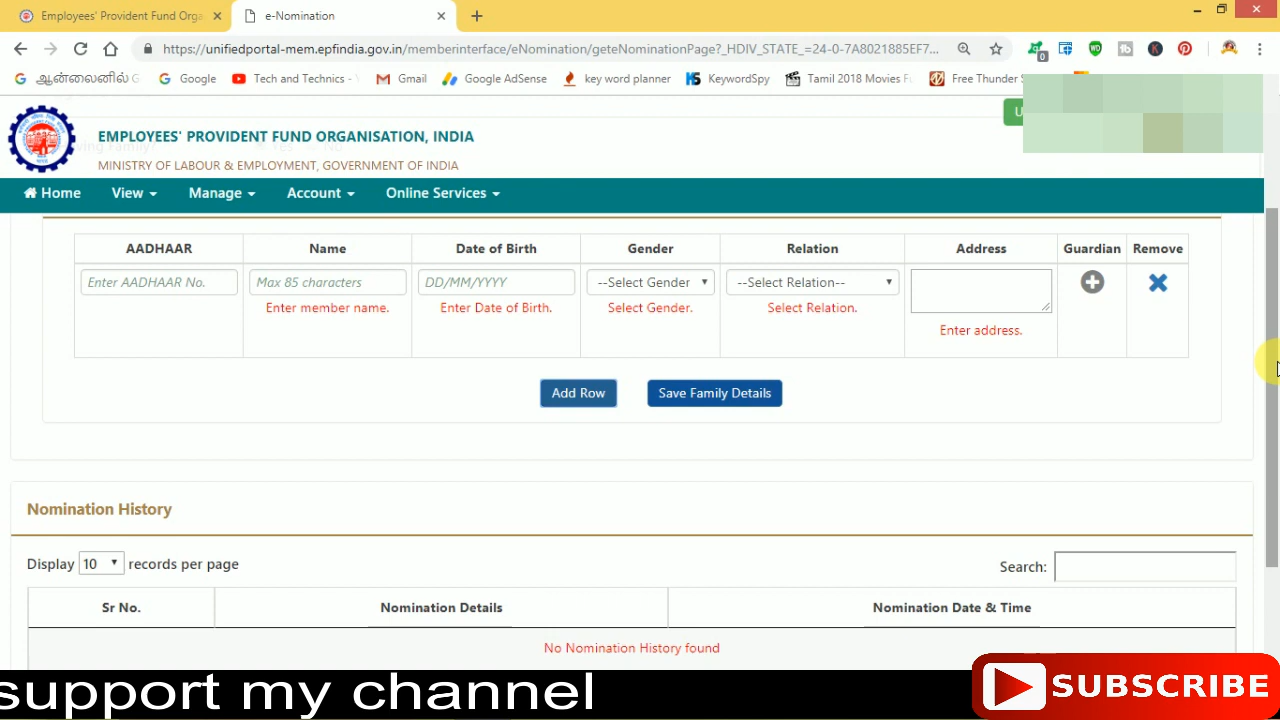 Employees' Provident Fund Orga
e-Nomination
https://unifiedportal-mem.epfindia.gov.in/memberinterface/eNomination/geteNominationPage?_HDIV_STATE_=24-0-7A8021885EF7...
ஆன்லைனில் G
Google
Tech and Technics -
Gmail
Google AdSense
key word planner
KeywordSpy
Tamil 2018 Movies Fu
Free Thunder S
EMPLOYEES' PROVIDENT FUND ORGANISATION, INDIA
MINISTRY OF LABOUR & EMPLOYMENT, GOVERNMENT OF INDIA
Home View Manage Account Online Services
AADHAAR Name Date of Birth Gender Relation Address Guardian Remove
Enter AADHAAR No. Max 85 characters DD/MM/YYYY --Select Gender --Select Relation--
Enter member name. Enter Date of Birth. Select Gender. Select Relation.
Enter address.
Add Row Save Family Details
Nomination History
Display 10 records per page Search:
Sr No. Nomination Details Nomination Date & Time
No Nomination History found
support my channel
SUBSCRIBE